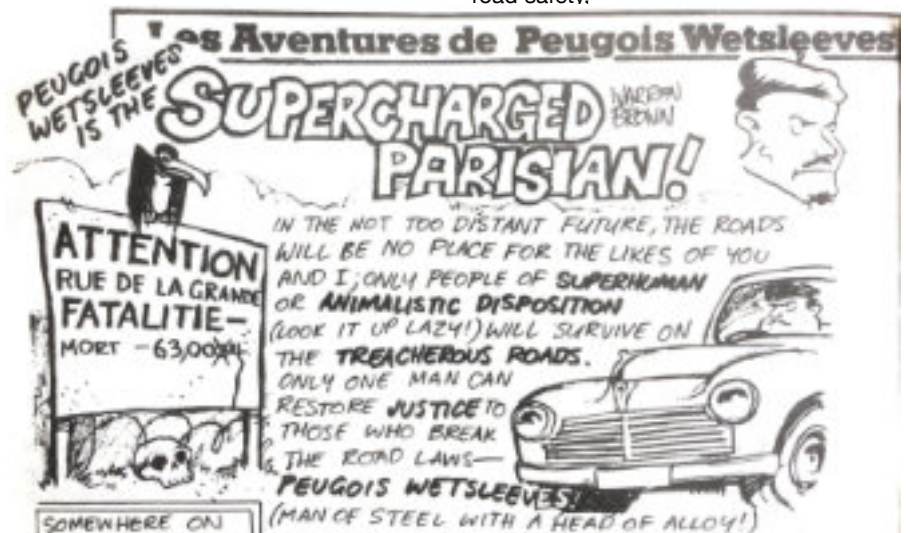 road safety.
Les Aventures de Peugois Wetsleeves
PEUGOIS
WETSLEEVES
IS THE
SUPERCHARGED
PARISIAN!
WARREN
BROWN
ATTENTION
RUE DE LA GRANDE
FATALITIE-
MORT -
IN THE NOT TOO DISTANT FUTURE, THE ROADS
WILL BE NO PLACE FOR THE LIKES OF YOU
AND I; ONLY PEOPLE OF SUPERHUMAN
OR ANIMALISTIC DISPOSITION
(LOOK IT UP LAZY!) WILL SURVIVE ON
THE TREACHEROUS ROADS.
ONLY ONE MAN CAN
RESTORE JUSTICE TO
THOSE WHO BREAK
THE ROAD LAWS—
PEUGOIS WETSLEEVES!
(MAN OF STEEL WITH A HEAD OF ALLOY!)
SOMEWHERE ON